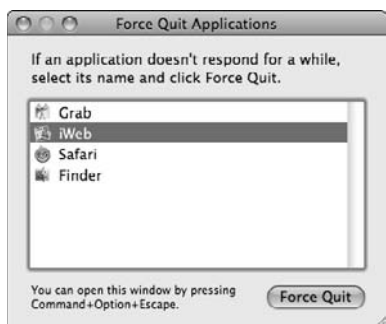 Force Quit Applications
If an application doesn't respond for a while,
select its name and click Force Quit.
Grab
iWeb
Safari
Finder
You can open this window by pressing
Command+Option+Escape.
Force Quit